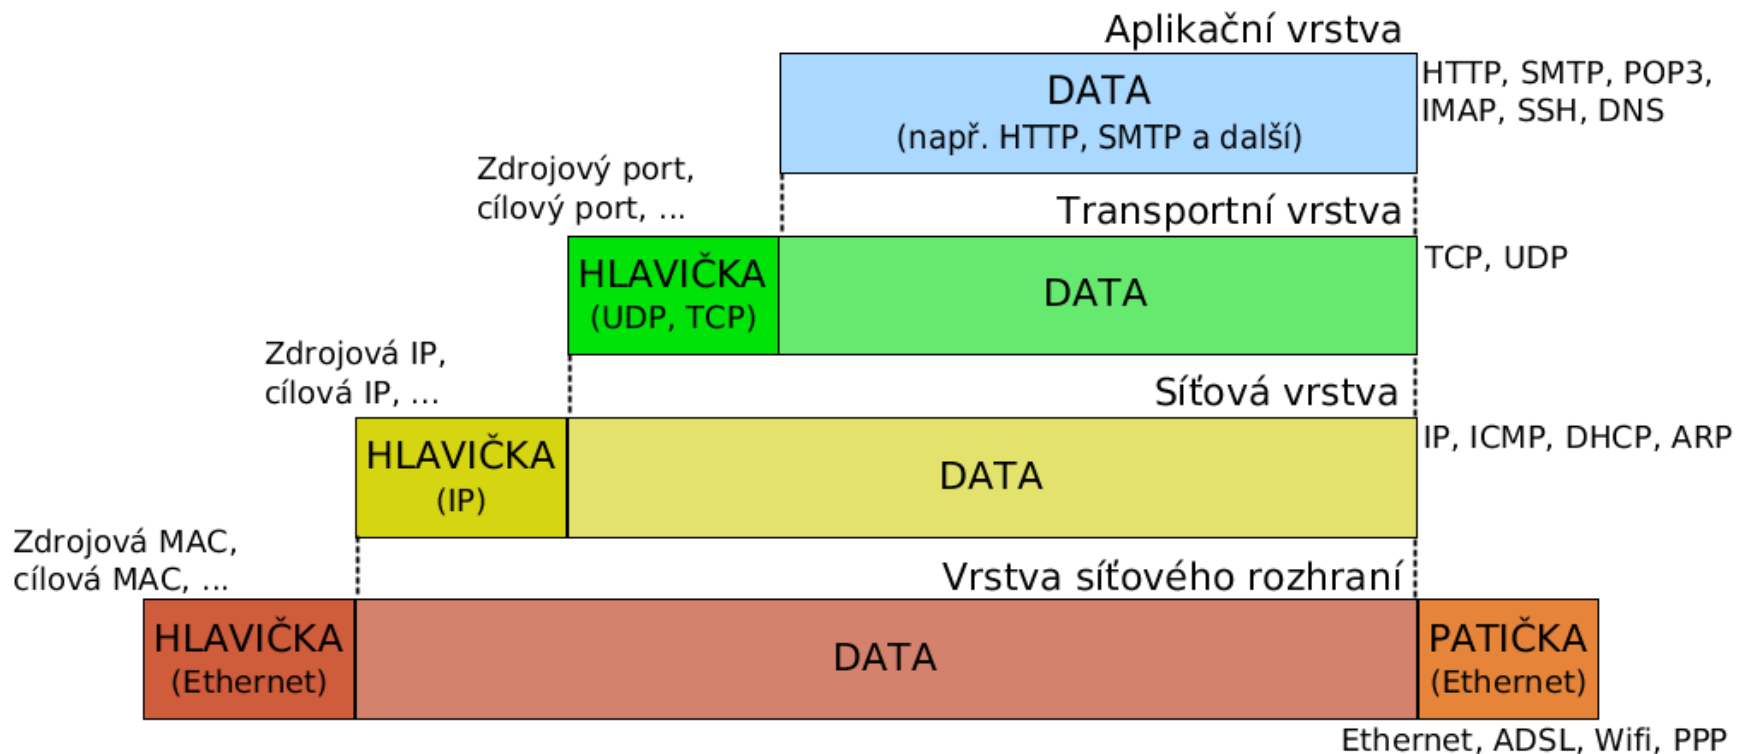 Aplikační vrstva
DATA
(např. HTTP, SMTP a další)
HTTP, SMTP, POP3,
IMAP, SSH, DNS
Zdrojový port,
cílový port, ...
Transportní vrstva
HLAVIČKA
(UDP, TCP)
DATA
TCP, UDP
Zdrojová IP,
cílová IP, ...
Síťová vrstva
HLAVIČKA
(IP)
DATA
IP, ICMP, DHCP, ARP
Zdrojová MAC,
cílová MAC, ...
Vrstva síťového rozhraní
HLAVIČKA
(Ethernet)
DATA
PATIČKA
(Ethernet)
Ethernet, ADSL, Wifi, PPP